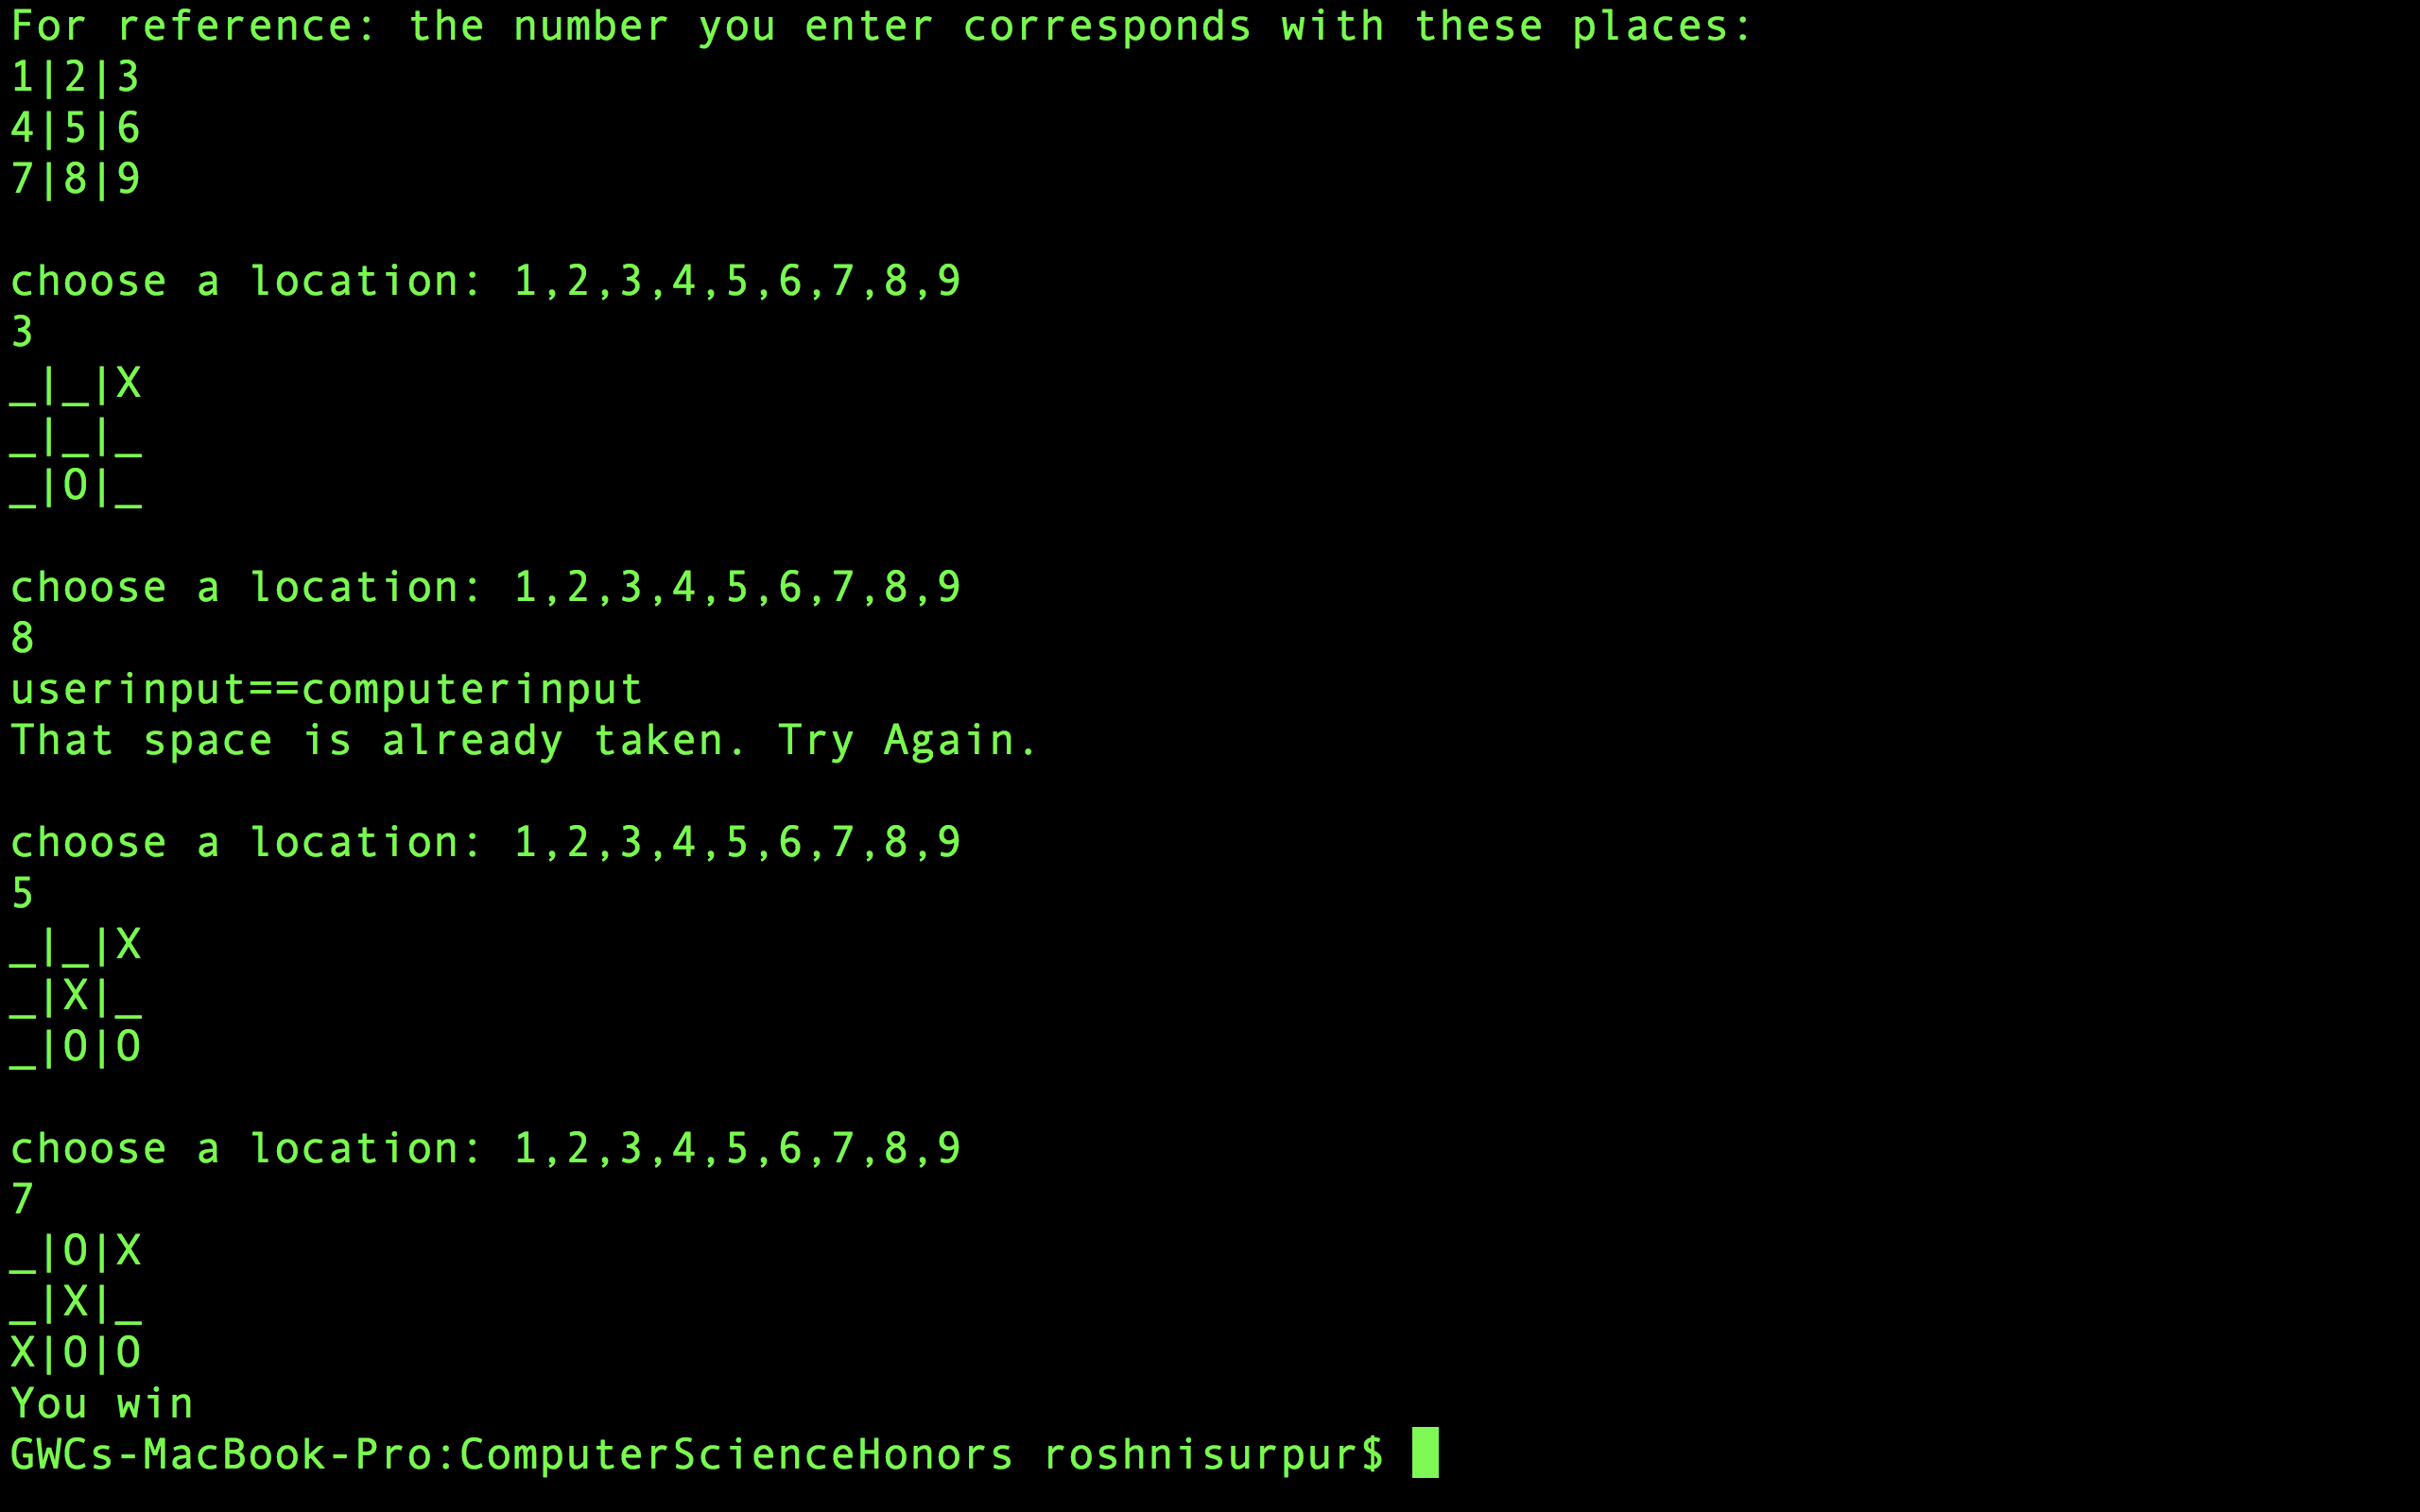 For reference: the number you enter corresponds with these places:
1|2|3
4|5|6
7|8|9
choose a location: 1,2,3,4,5,6,7,8,9
3
_|_|X
_|_|_
_|O|_
choose a location: 1,2,3,4,5,6,7,8,9
8
userinput==computerinput
That space is already taken. Try Again.
choose a location: 1,2,3,4,5,6,7,8,9
5
_|_|X
_|X|_
_|O|O
choose a location: 1,2,3,4,5,6,7,8,9
7
_|O|X
_|X|_
X|O|O
You win
GWCs-MacBook-Pro:ComputerScienceHonors roshnisurpur$